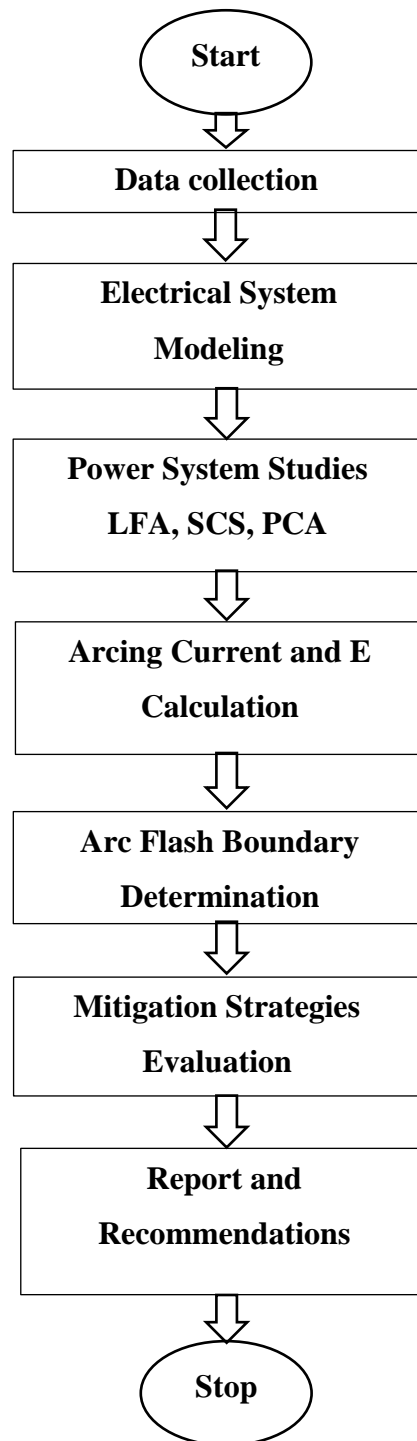 Start
Data collection
Electrical System
Modeling
Power System Studies
LFA, SCS, PCA
Arcing Current and E
Calculation
Arc Flash Boundary
Determination
Mitigation Strategies
Evaluation
Report and
Recommendations
Stop